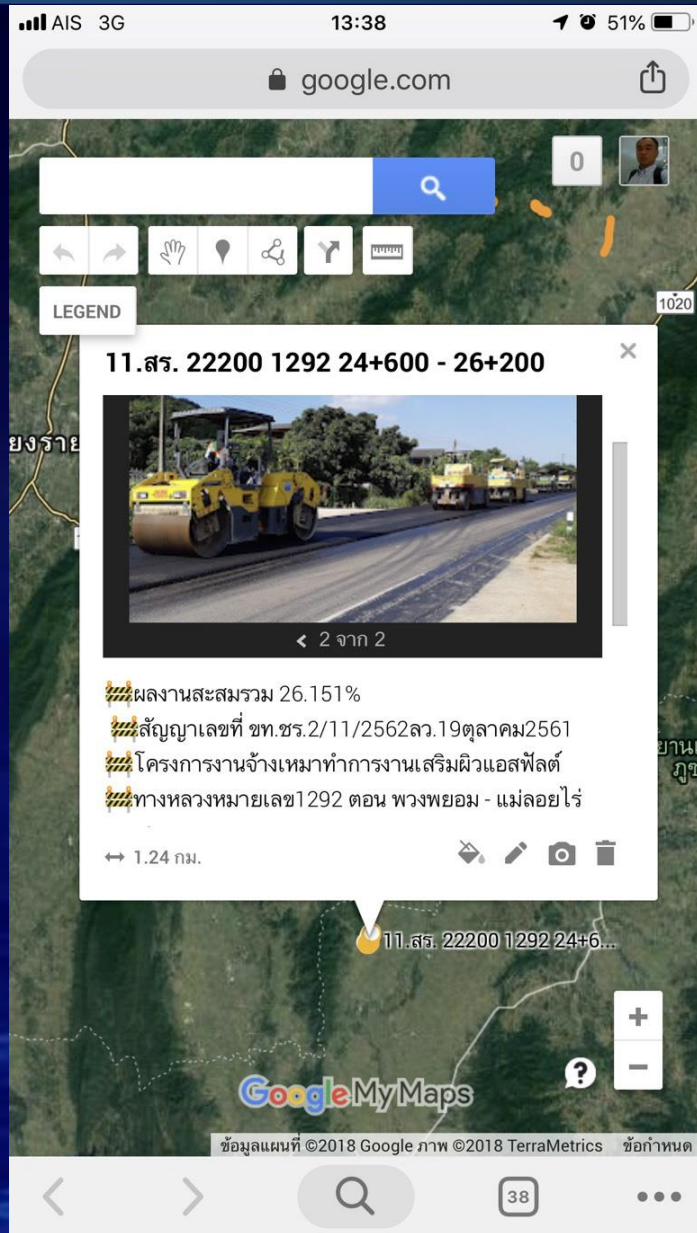 AIS 3G 13:38 51%
google.com
0
1020
LEGEND
11.สร. 22200 1292 24+600 - 26+200
ยงราย
2 จาก 2
ผลงานสะสมรวม 26.151%
สัญญาเลขที่ ขท.ชร.2/11/2562ลว.19ตุลาคม2561
โครงการงานจ้างเหมาทำการงานเสริมผิวแอสฟัลต์
ทางหลวงหมายเลข1292 ตอน พวงพยอม - แม่ลอยไร่
1.24 กม.
11.สร. 22200 1292 24+6...
Google My Maps
ข้อมูลแผนที่ ©2018 Google ภาพ ©2018 TerraMetrics ข้อกำหนด
38